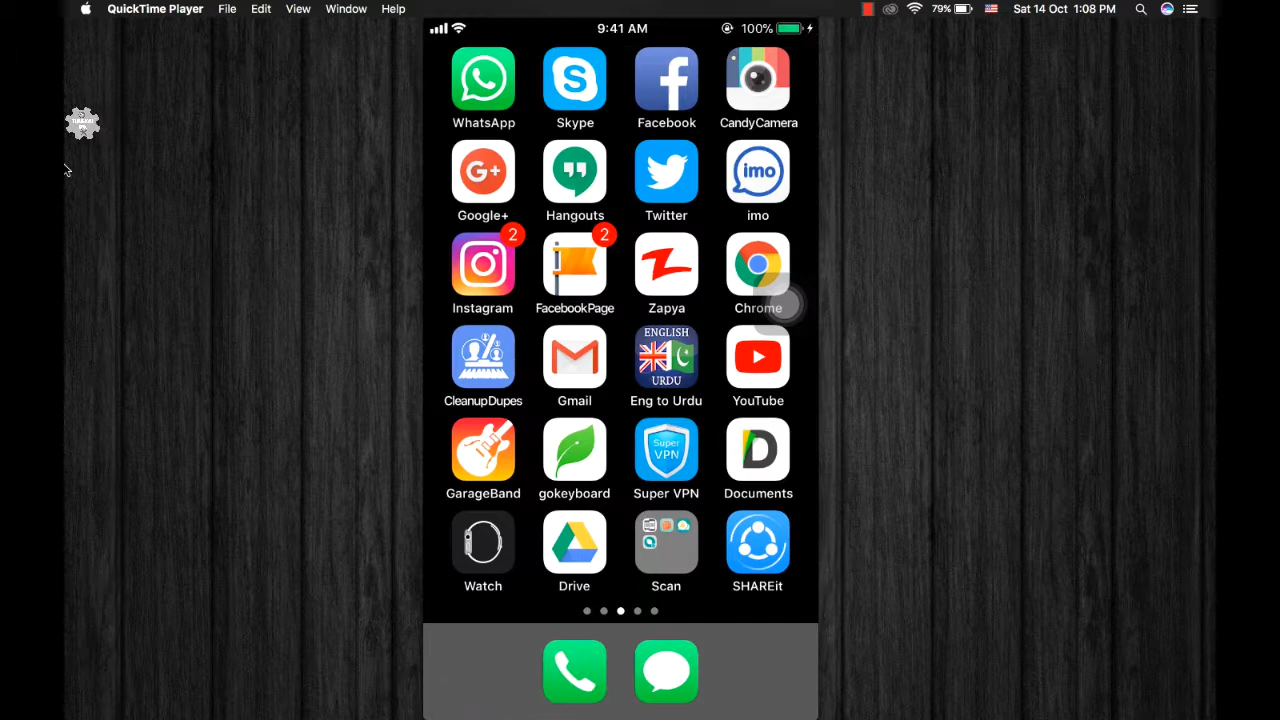 QuickTime Player File Edit View Window Help 79% Sat 14 Oct 1:08 PM
9:41 AM 100%
WhatsApp Skype Facebook CandyCamera
G+ imo
Google+ Hangouts Twitter imo
2 2
Instagram FacebookPage Zapya Chrome
ENGLISH
URDU
CleanupDupes Gmail Eng to Urdu YouTube
Super
VPN
GarageBand gokeyboard Super VPN Documents
Watch Drive Scan SHAREit